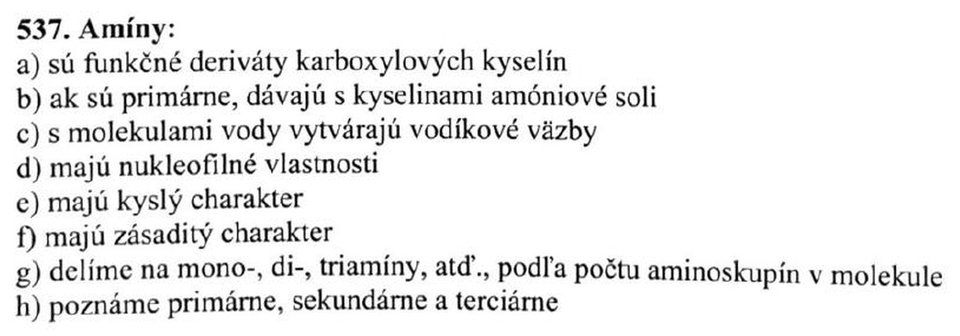 537. Amíny:
a) sú funkčné deriváty karboxylových kyselín
b) ak sú primárne, dávajú s kyselinami amóniové soli
c) s molekulami vody vytvárajú vodíkové väzby
d) majú nukleofilné vlastnosti
e) majú kyslý charakter
f) majú zásaditý charakter
g) delíme na mono-, di-, triamíny, atď., podľa počtu aminoskupín v molekule
h) poznáme primárne, sekundárne a terciárne